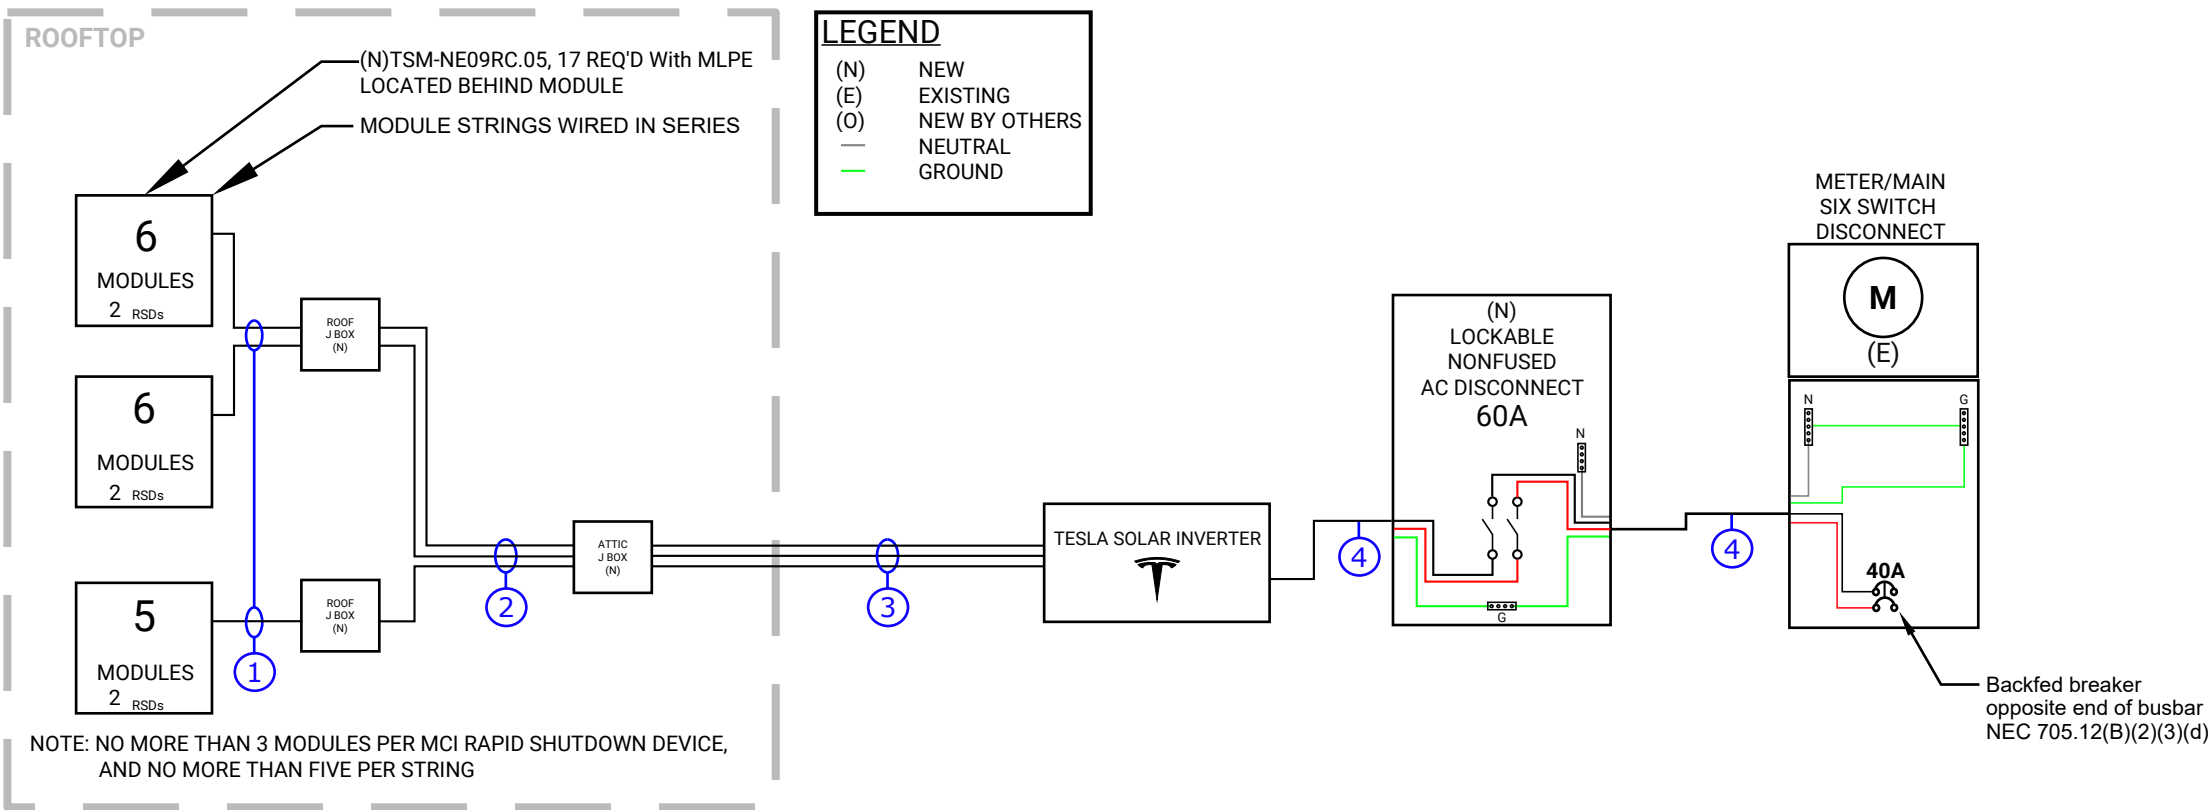 ROOFTOP
(N)TSM-NE09RC.05, 17 REQ'D With MLPE
LOCATED BEHIND MODULE
MODULE STRINGS WIRED IN SERIES
6
MODULES
2 RSDs
6
MODULES
2 RSDs
5
MODULES
2 RSDs
ROOF
J BOX
(N)
ROOF
J BOX
(N)
1
2
ATTIC
J BOX
(N)
3
NOTE: NO MORE THAN 3 MODULES PER MCI RAPID SHUTDOWN DEVICE,
AND NO MORE THAN FIVE PER STRING
LEGEND
(N) NEW
(E) EXISTING
(O) NEW BY OTHERS
NEUTRAL
GROUND
TESLA SOLAR INVERTER
4
(N)
LOCKABLE
NONFUSED
AC DISCONNECT
60A
N
G
4
METER/MAIN
SIX SWITCH
DISCONNECT
M
(E)
N
G
40A
Backfed breaker
opposite end of busbar
NEC 705.12(B)(2)(3)(d)